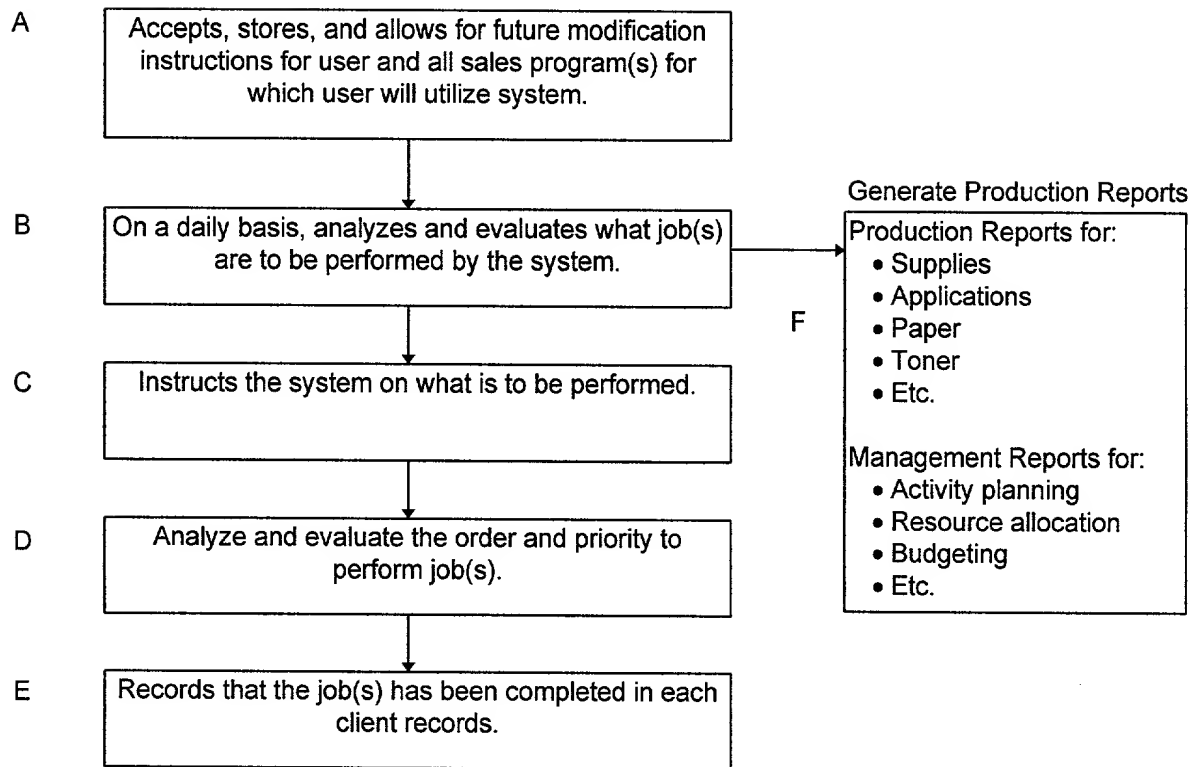 A
Accepts, stores, and allows for future modification
instructions for user and all sales program(s) for
which user will utilize system.
B
On a daily basis, analyzes and evaluates what job(s)
are to be performed by the system.
C
Instructs the system on what is to be performed.
D
Analyze and evaluate the order and priority to
perform job(s).
E
Records that the job(s) has been completed in each
client records.
F
Generate Production Reports
Production Reports for:
• Supplies
• Applications
• Paper
• Toner
• Etc.
Management Reports for:
• Activity planning
• Resource allocation
• Budgeting
• Etc.